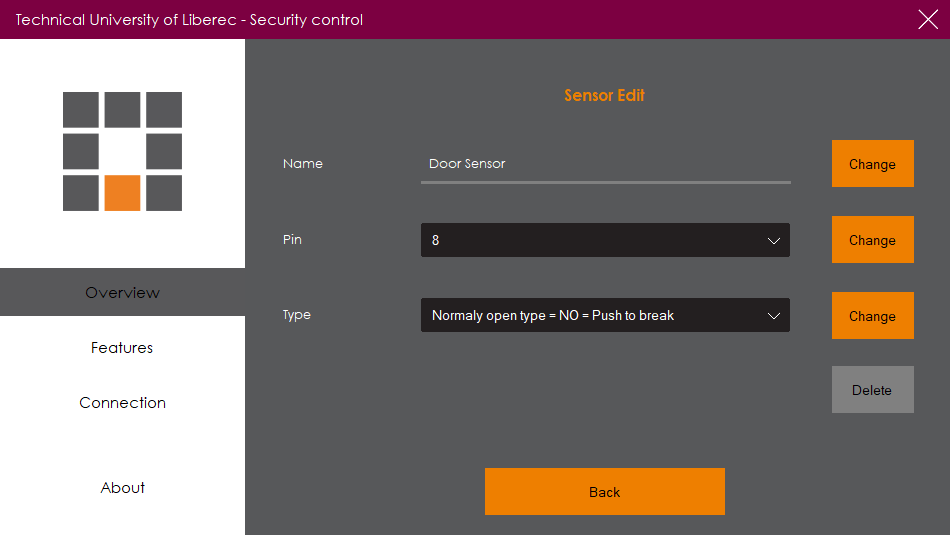 Technical University of Liberec - Security control
Overview
Features
Connection
About
Sensor Edit
Name
Door Sensor
Change
Pin
8
Change
Type
Normaly open type = NO = Push to break
Change
Delete
Back